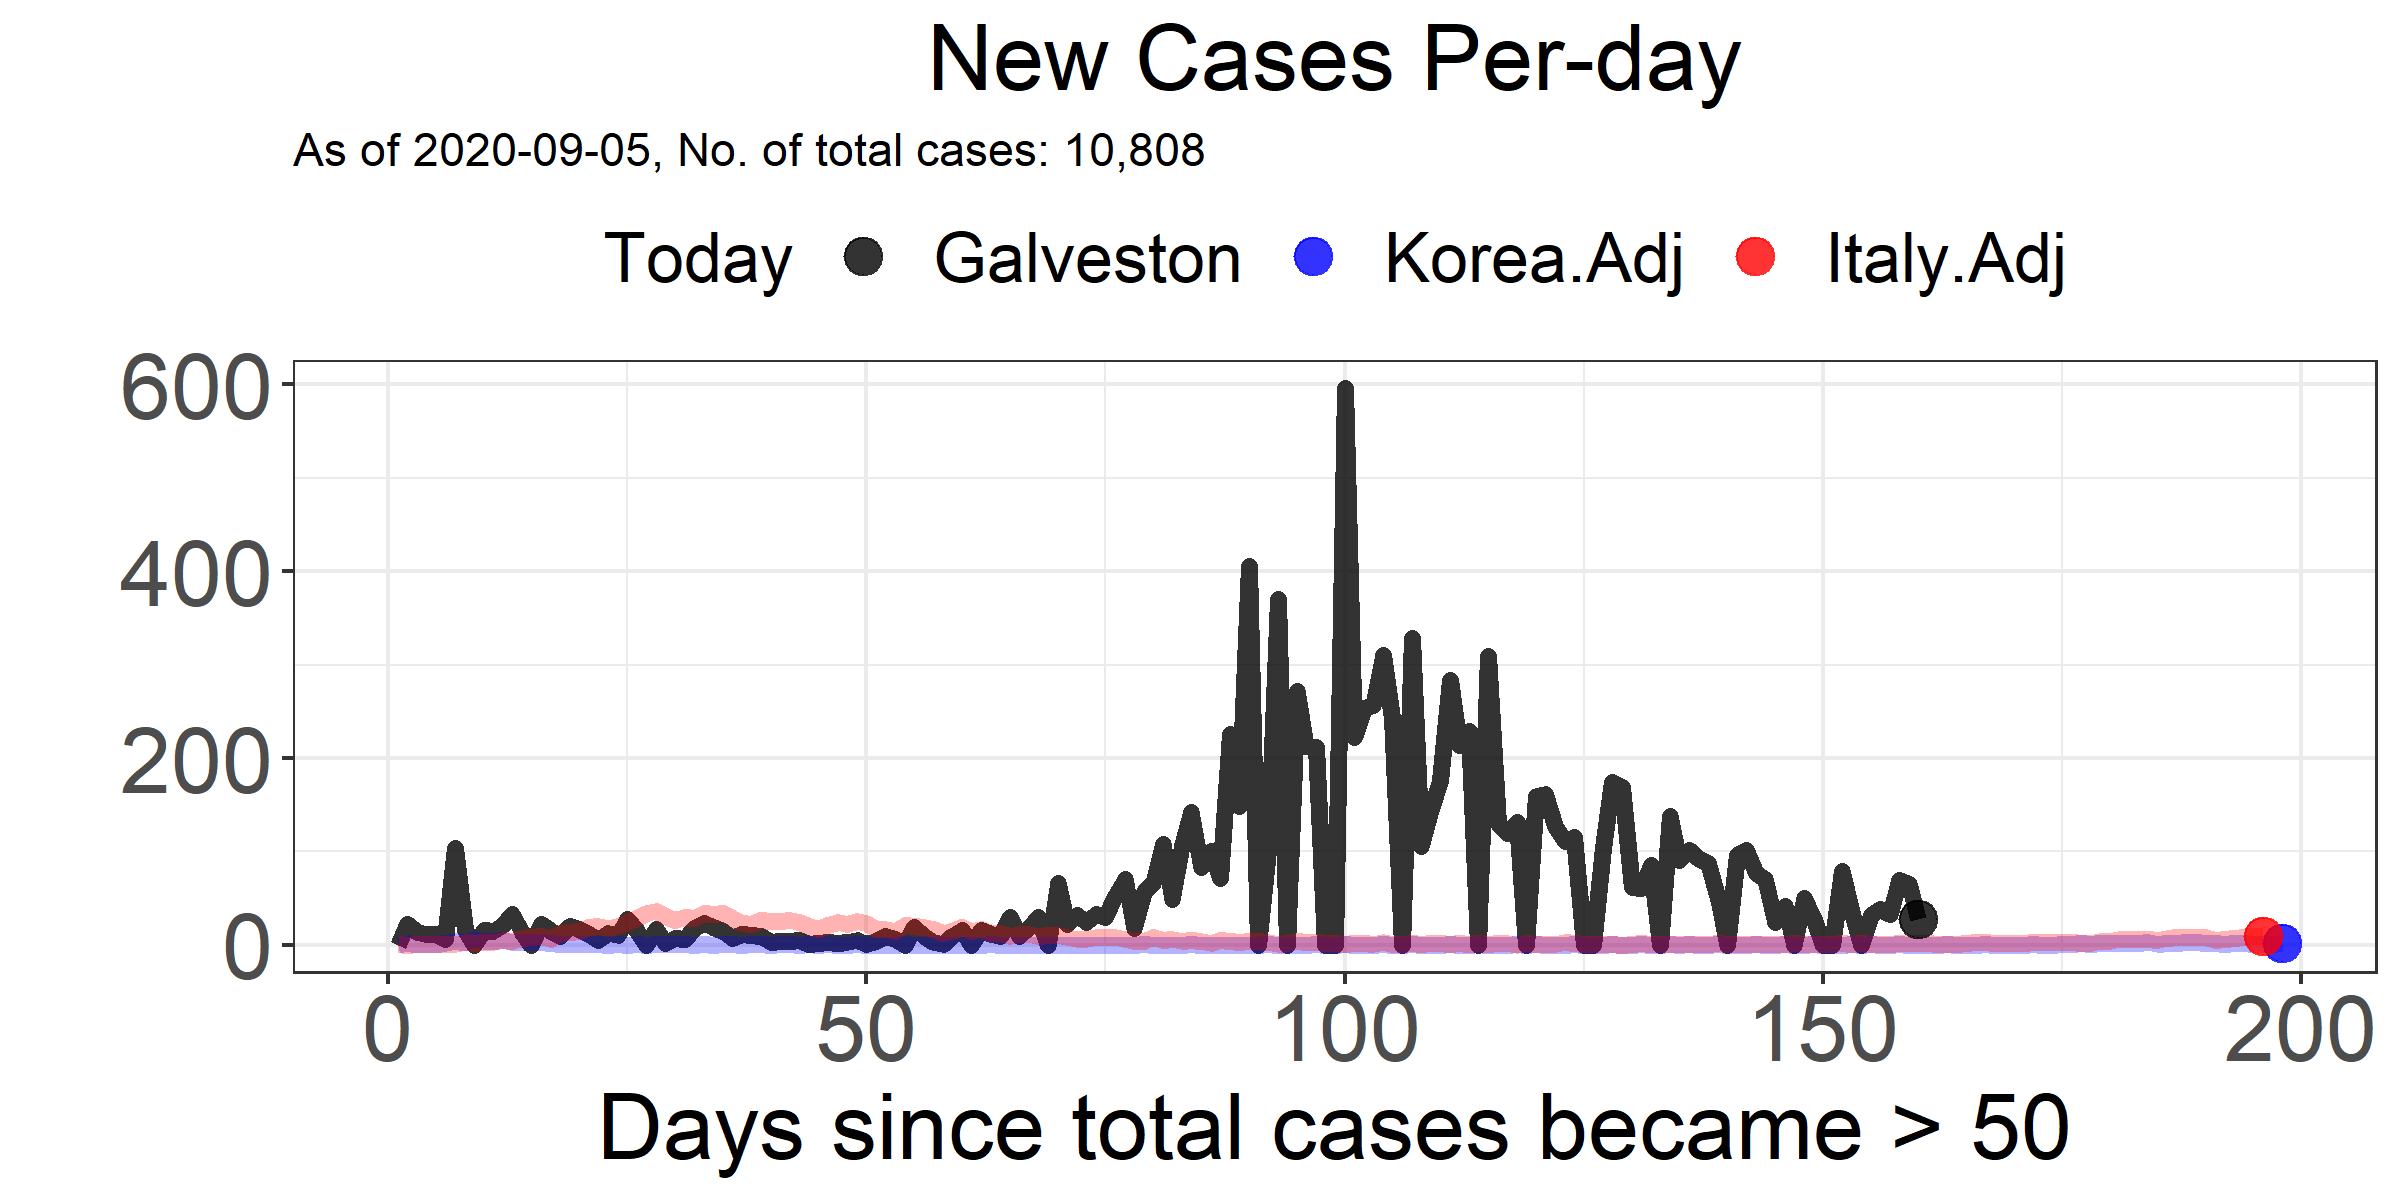 New Cases Per-day
As of 2020-09-05, No. of total cases: 10,808
Today Galveston Korea.Adj Italy.Adj
600
400
200
0
0 50 100 150 200
Days since total cases became > 50